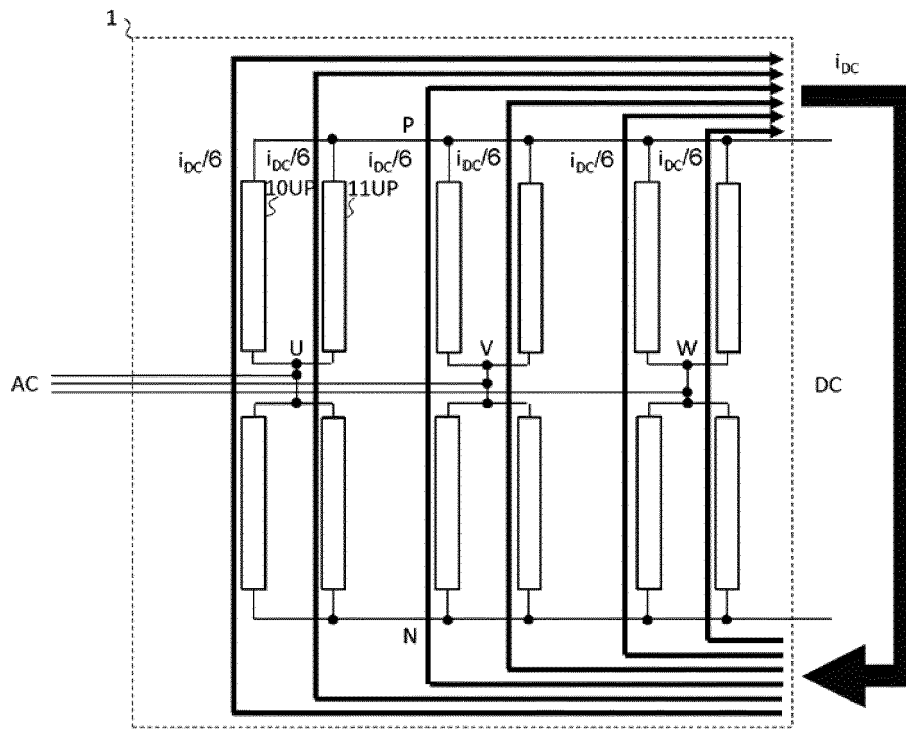 1
i_DC
P
i_DC/6 i_DC/6 i_DC/6 i_DC/6 i_DC/6 i_DC/6
10UP 11UP
U V W
AC DC
N